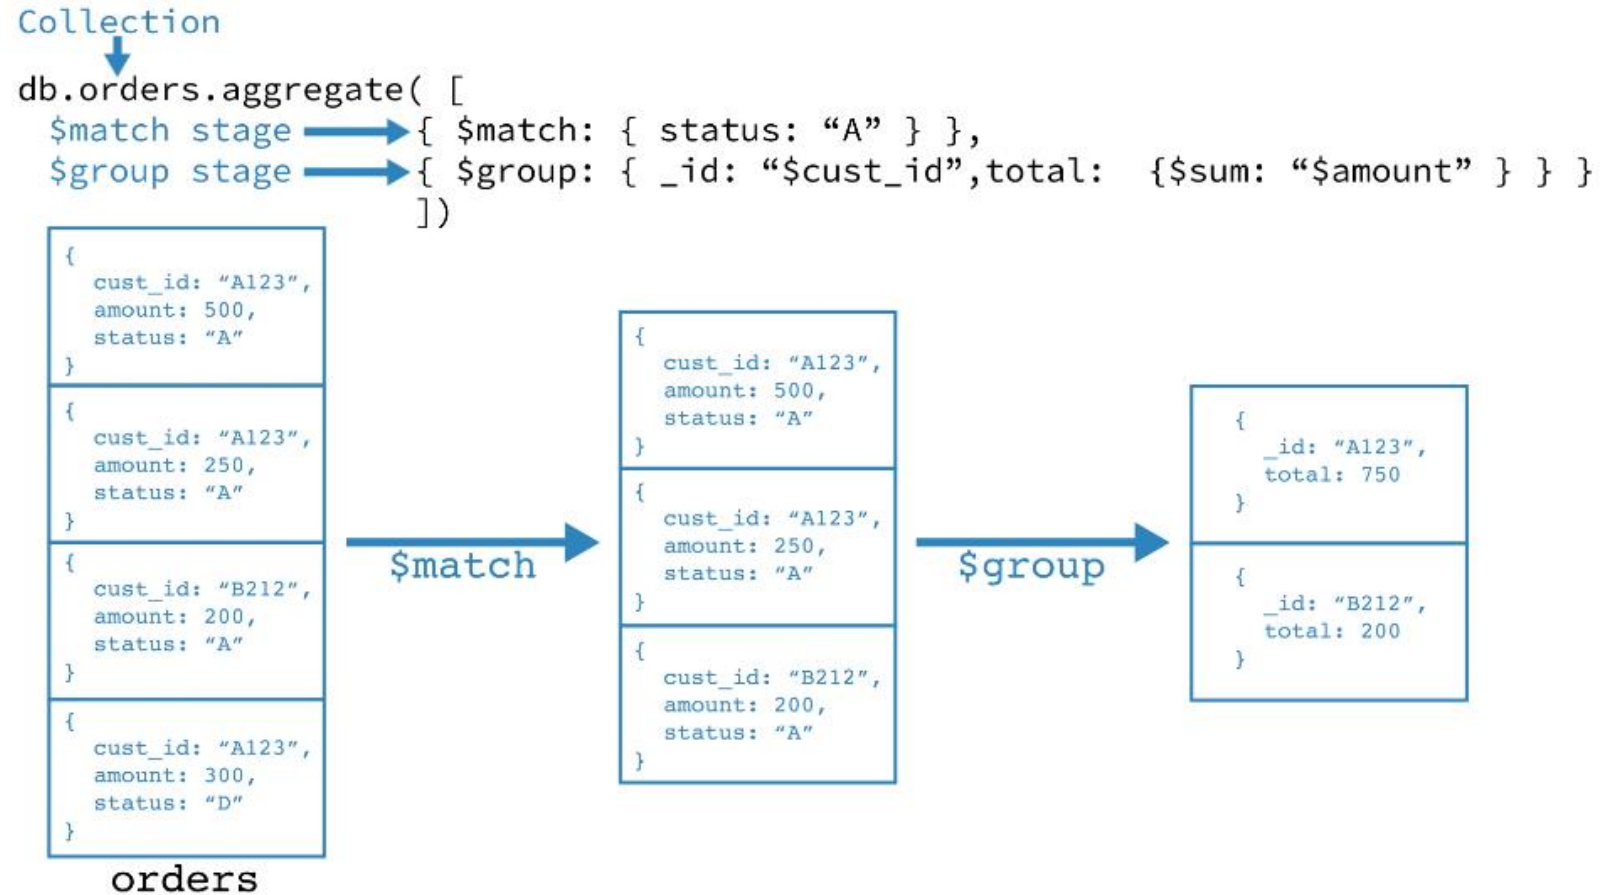 Collection
db.orders.aggregate( [
$match stage { $match: { status: “A” } },
$group stage { $group: { _id: “$cust_id”,total: {$sum: “$amount” } } }
])
{
cust_id: “A123”,
amount: 500,
status: “A”
}
{
cust_id: “A123”,
amount: 250,
status: “A”
}
{
cust_id: “B212”,
amount: 200,
status: “A”
}
{
cust_id: “A123”,
amount: 300,
status: “D”
}
orders
$match
{
cust_id: “A123”,
amount: 500,
status: “A”
}
{
cust_id: “A123”,
amount: 250,
status: “A”
}
{
cust_id: “B212”,
amount: 200,
status: “A”
}
$group
{
_id: “A123”,
total: 750
}
{
_id: “B212”,
total: 200
}